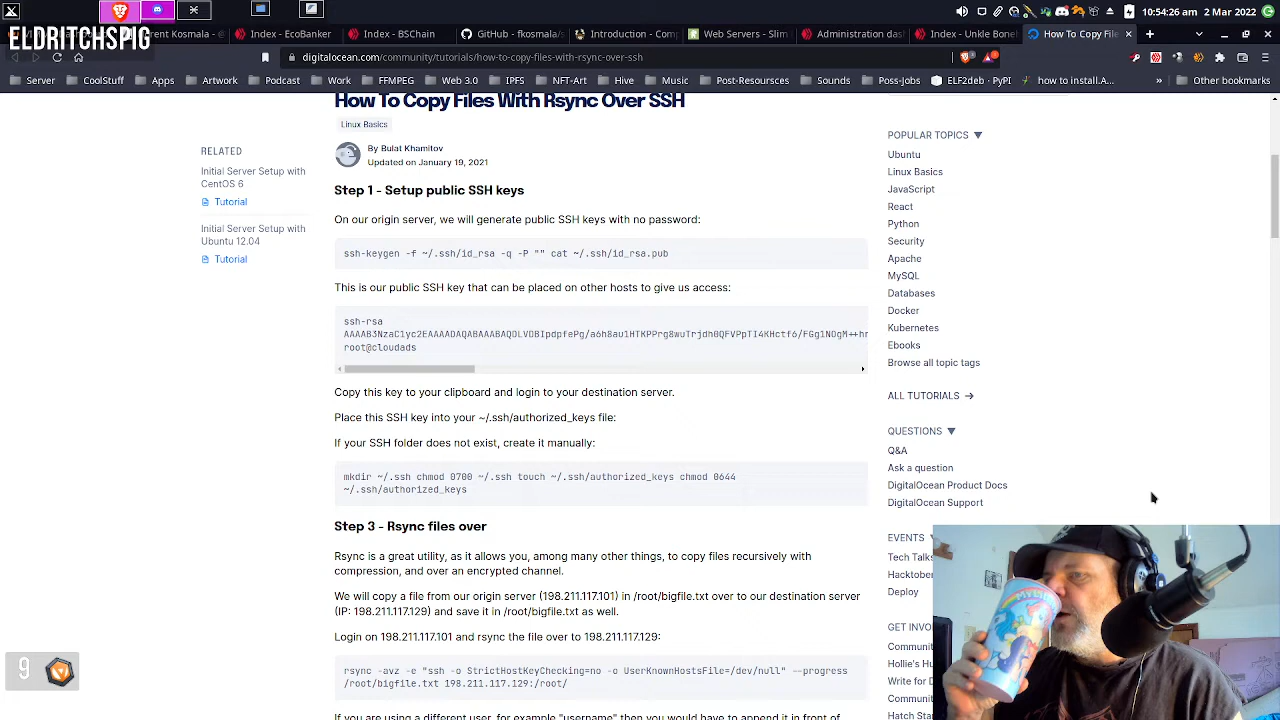 10:54:26 am 2 Mar 2022
ELDRITCHSPIG
Index - EcoBanker
Index - BSChain
GitHub - fkosmala/s
Introduction - Comp
Web Servers - Slim
Administration das
Index - Unkle Bone
How To Copy File
digitalocean.com/community/tutorials/how-to-copy-files-with-rsync-over-ssh
Server
CoolStuff
Apps
Artwork
Podcast
Work
FFMPEG
Web 3.0
IPFS
NFT-Art
Hive
Music
Post-Resoursces
Sounds
Poss-Jobs
ELF2deb · PyPI
how to install.A...
»
Other bookmarks
How To Copy Files With Rsync Over SSH
Linux Basics
By Bulat Khamitov
Updated on January 19, 2021
RELATED
Initial Server Setup with
CentOS 6
Tutorial
Initial Server Setup with
Ubuntu 12.04
Tutorial
Step 1 - Setup public SSH keys
On our origin server, we will generate public SSH keys with no password:
ssh-keygen -f ~/.ssh/id_rsa -q -P "" cat ~/.ssh/id_rsa.pub
This is our public SSH key that can be placed on other hosts to give us access:
ssh-rsa
AAAAB3NzaC1yc2EAAAADAQABAAABAQDLVDBIpdpfePg/a6h8au1HTKPPrg8wuTrjdh0QFVPpTI4KHctf6/FGg1NOgM++hr
root@cloudads
Copy this key to your clipboard and login to your destination server.
Place this SSH key into your ~/.ssh/authorized_keys file:
If your SSH folder does not exist, create it manually:
mkdir ~/.ssh chmod 0700 ~/.ssh touch ~/.ssh/authorized_keys chmod 0644
~/.ssh/authorized_keys
Step 3 - Rsync files over
Rsync is a great utility, as it allows you, among many other things, to copy files recursively with
compression, and over an encrypted channel.
We will copy a file from our origin server (198.211.117.101) in /root/bigfile.txt over to our destination server
(IP: 198.211.117.129) and save it in /root/bigfile.txt as well.
Login on 198.211.117.101 and rsync the file over to 198.211.117.129:
rsync -avz -e "ssh -o StrictHostKeyChecking=no -o UserKnownHostsFile=/dev/null" --progress
/root/bigfile.txt 198.211.117.129:/root/
If you are using a different user, for example "username" then you would have to append it in front of
POPULAR TOPICS
Ubuntu
Linux Basics
JavaScript
React
Python
Security
Apache
MySQL
Databases
Docker
Kubernetes
Ebooks
Browse all topic tags
ALL TUTORIALS
QUESTIONS
Q&A
Ask a question
DigitalOcean Product Docs
DigitalOcean Support
EVENTS
Tech Talks
Hacktober
Deploy
GET INVO
Communi
Hollie's Hu
Write for D
Communi
Hatch Star
9